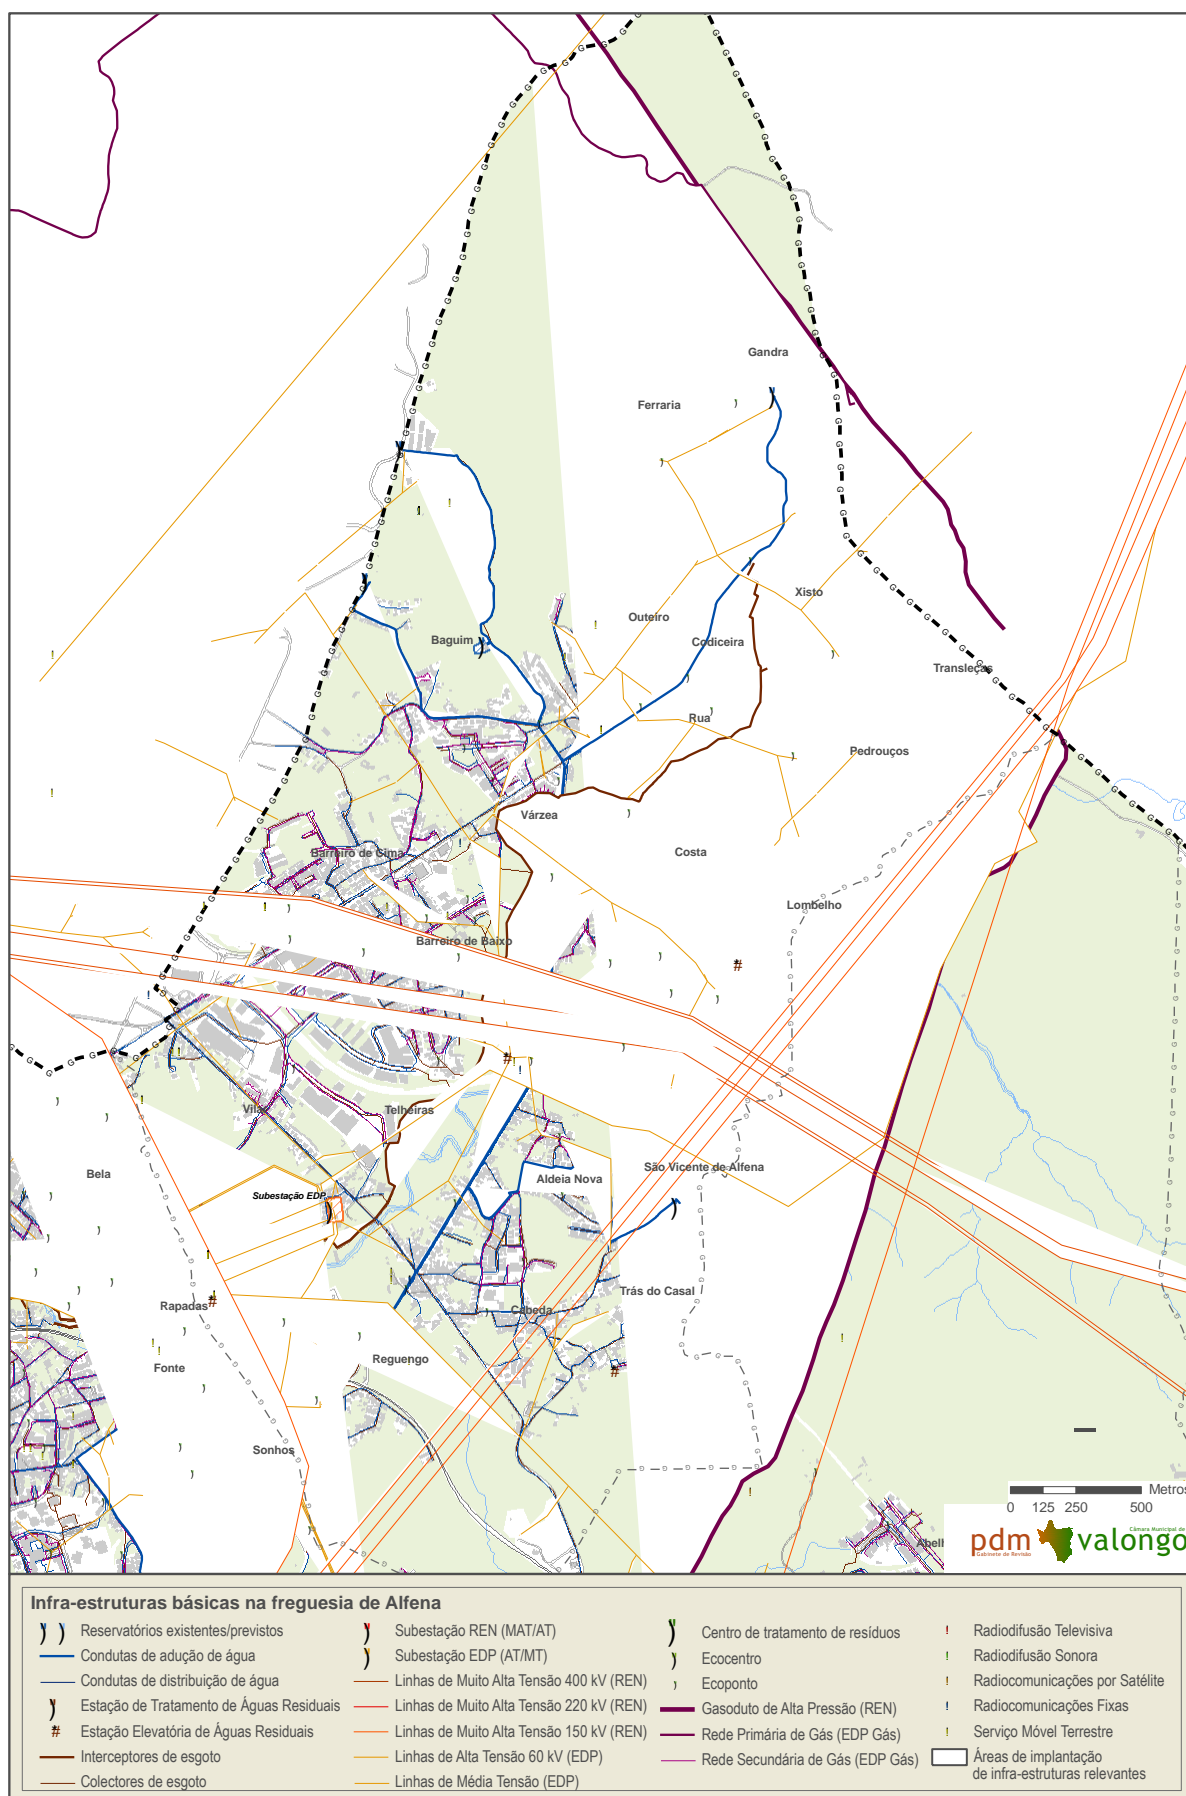 Gandra
Ferraria
Xisto
Outeiro
Baguim
Codiceira
Transleças
Rua
Pedrouços
Várzea
Barreiro de Cima
Costa
Lombelho
Barreiro de Baixo
Vila
Telheiras
Bela
São Vicente de Alfena
Aldeia Nova
Subestação EDP
Rapadas
Trás do Casal
Cabeda
Fonte
Reguengo
Sonhos
Metros
0 125 250 500
pdm
Gabinete de Revisão
Câmara Municipal de
valongo
Abelh
Infra-estruturas básicas na freguesia de Alfena
Reservatórios existentes/previstos
Condutas de adução de água
Condutas de distribuição de água
Estação de Tratamento de Águas Residuais
Estação Elevatória de Águas Residuais
Interceptores de esgoto
Colectores de esgoto
Subestação REN (MAT/AT)
Subestação EDP (AT/MT)
Linhas de Muito Alta Tensão 400 kV (REN)
Linhas de Muito Alta Tensão 220 kV (REN)
Linhas de Muito Alta Tensão 150 kV (REN)
Linhas de Alta Tensão 60 kV (EDP)
Linhas de Média Tensão (EDP)
Centro de tratamento de resíduos
Ecocentro
Ecoponto
Gasoduto de Alta Pressão (REN)
Rede Primária de Gás (EDP Gás)
Rede Secundária de Gás (EDP Gás)
Radiodifusão Televisiva
Radiodifusão Sonora
Radiocomunicações por Satélite
Radiocomunicações Fixas
Serviço Móvel Terrestre
Áreas de implantação
de infra-estruturas relevantes